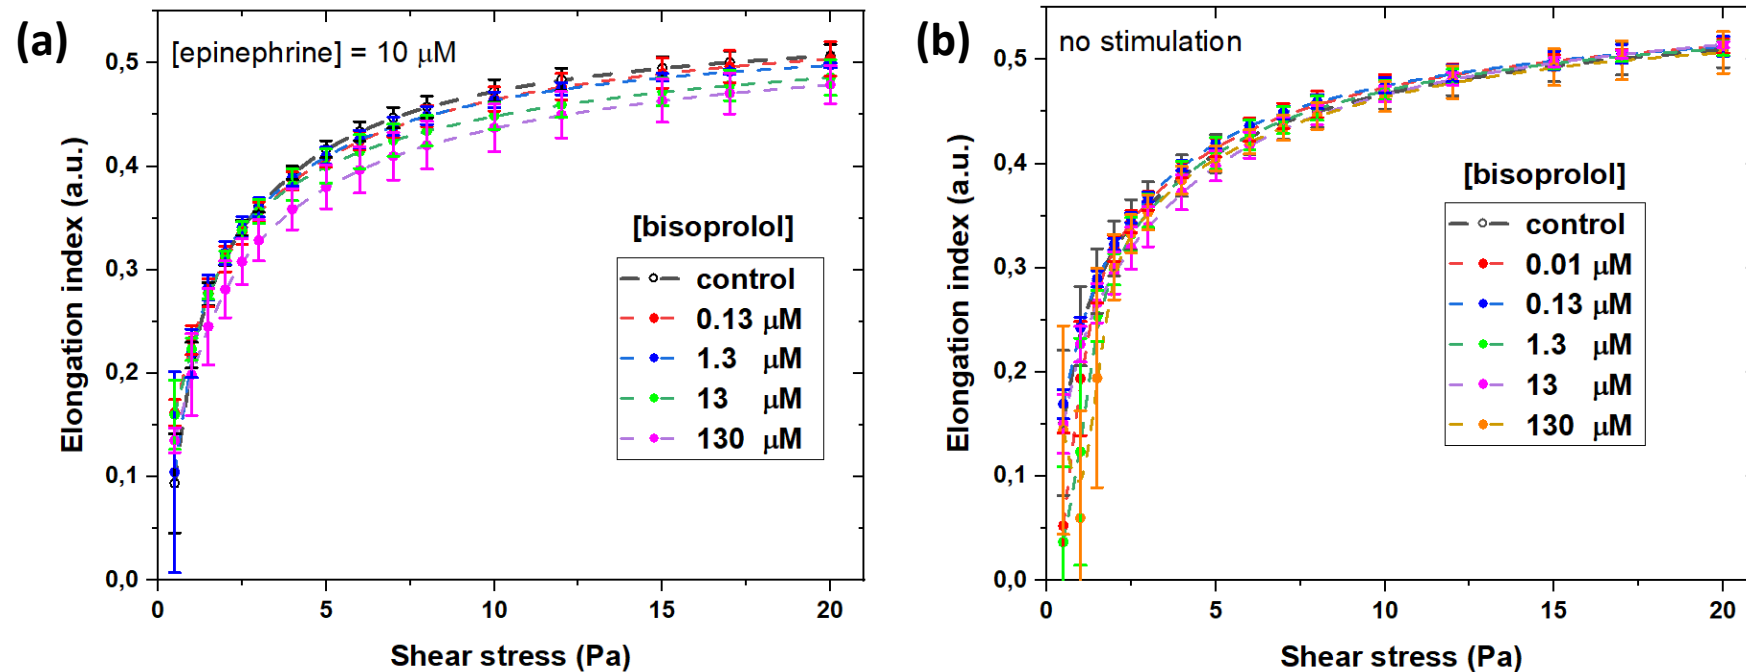 (a)
[epinephrine] = 10 μM
Elongation index (a.u.)
0,5
0,4
0,3
0,2
0,1
0,0
[bisoprolol]
control
0.13 μM
1.3 μM
13 μM
130 μM
0 5 10 15 20
Shear stress (Pa)
(b)
no stimulation
Elongation index (a.u.)
0,5
0,4
0,3
0,2
0,1
0,0
[bisoprolol]
control
0.01 μM
0.13 μM
1.3 μM
13 μM
130 μM
0 5 10 15 20
Shear stress (Pa)